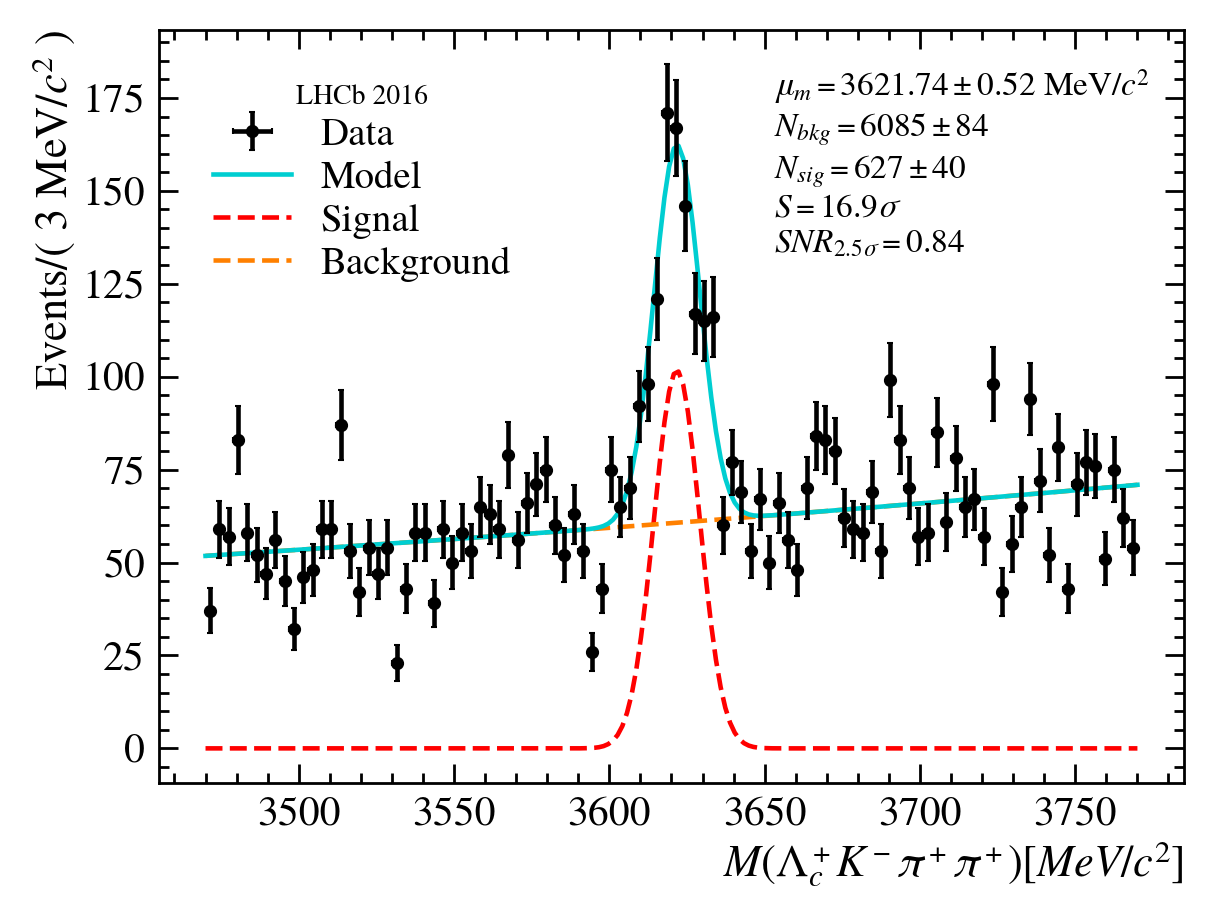 Events/( 3 MeV/c² )
175
150
125
100
75
50
25
0
LHCb 2016
Data
Model
Signal
Background
μₘ = 3621.74 ± 0.52 MeV/c²
N_bkg = 6085 ± 84
N_sig = 627 ± 40
S = 16.9σ
SNR_2.5σ = 0.84
3500 3550 3600 3650 3700 3750
M(Λ_c⁺K⁻π⁺π⁺)[MeV/c²]